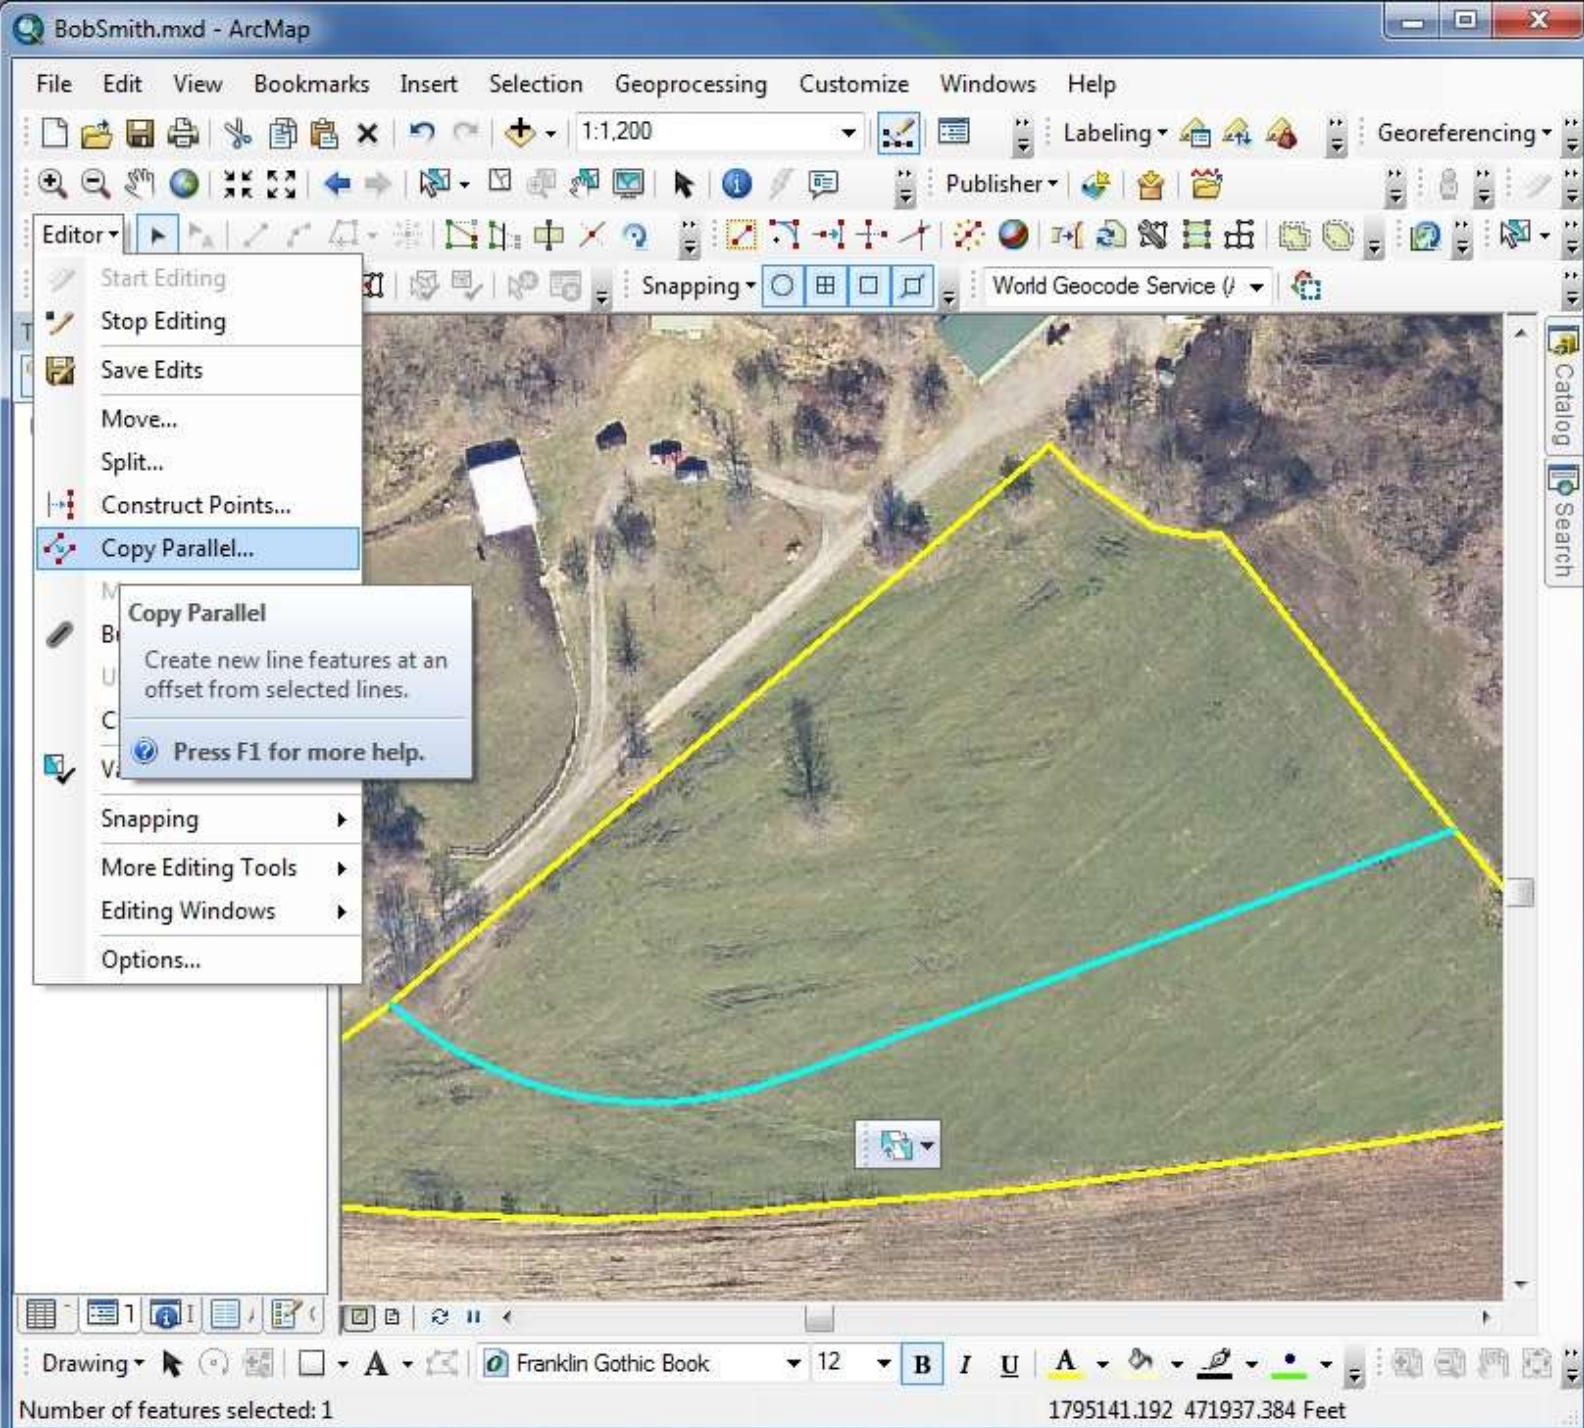 BobSmith.mxd - ArcMap
File Edit View Bookmarks Insert Selection Geoprocessing Customize Windows Help
1:1,200 Labeling Georeferencing
Publisher
Editor
Start Editing
Snapping World Geocode Service (/
Stop Editing
Save Edits
Move...
Split...
Construct Points...
Copy Parallel...
Copy Parallel
Create new line features at an
offset from selected lines.
Press F1 for more help.
Snapping
More Editing Tools
Editing Windows
Options...
Catalog
Search
Drawing A Franklin Gothic Book 12 B I U A
Number of features selected: 1 1795141.192 471937.384 Feet